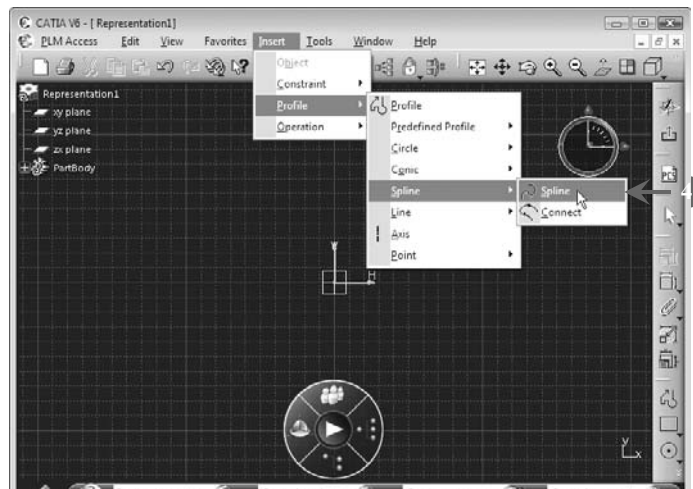 CATIA V6 - [ Representation1]
PLM Access Edit View Favorites Insert Tools Window Help
Representation1
xy plane
yz plane
zx plane
PartBody
Object
Constraint
Profile
Operation
Profile
Predefined Profile
Circle
Conic
Spline
Line
Axis
Point
Spline
Connect
4
PCS
V
H
y
x